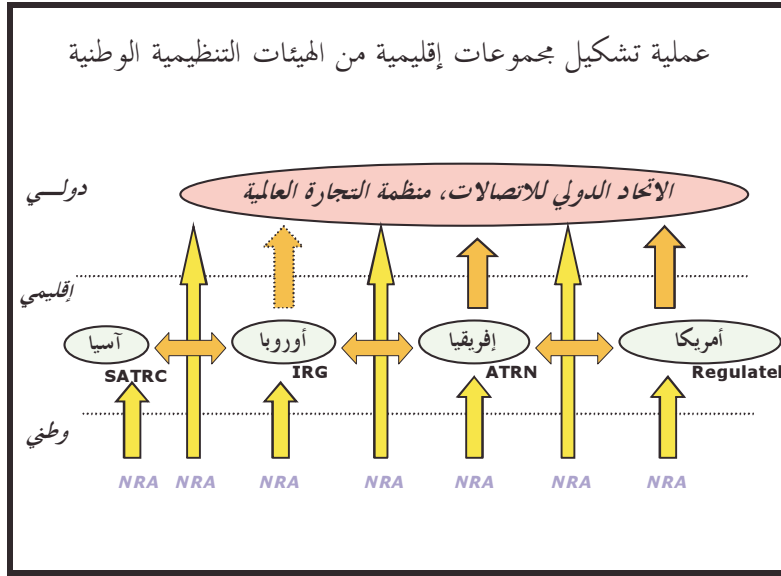 عملية تشكيل مجموعات إقليمية من الهيئات التنظيمية الوطنية
دولــي
الاتحاد الدولي للاتصالات، منظمة التجارة العالمية
إقليمي
آسيا
أوروبا
إفريقيا
أمريكا
SATRC
IRG
ATRN
Regulatel
وطني
NRA NRA NRA NRA NRA NRA NRA